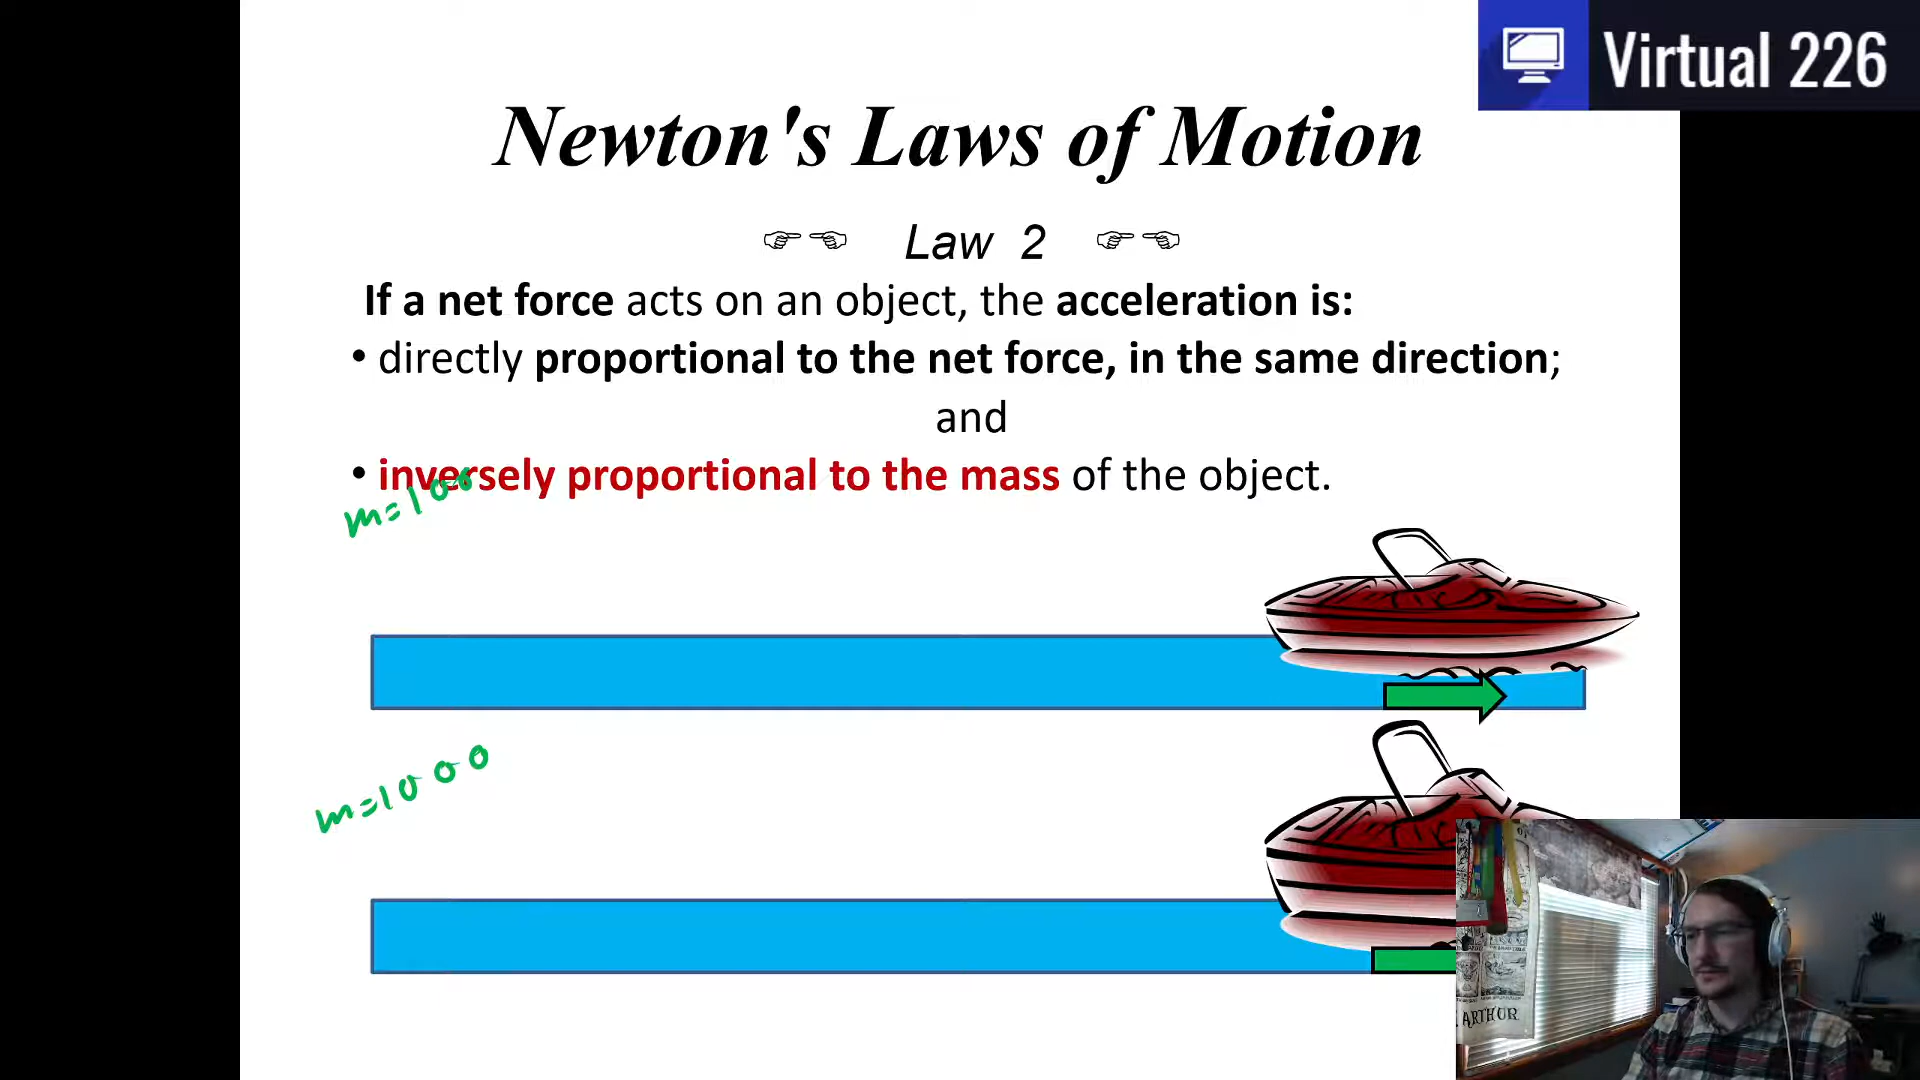 Virtual 226
Newton's Laws of Motion
☞☜ Law 2 ☞☜
If a net force acts on an object, the acceleration is:
• directly proportional to the net force, in the same direction;
and
• inversely proportional to the mass of the object.
m=100
m=1000
ARTHUR